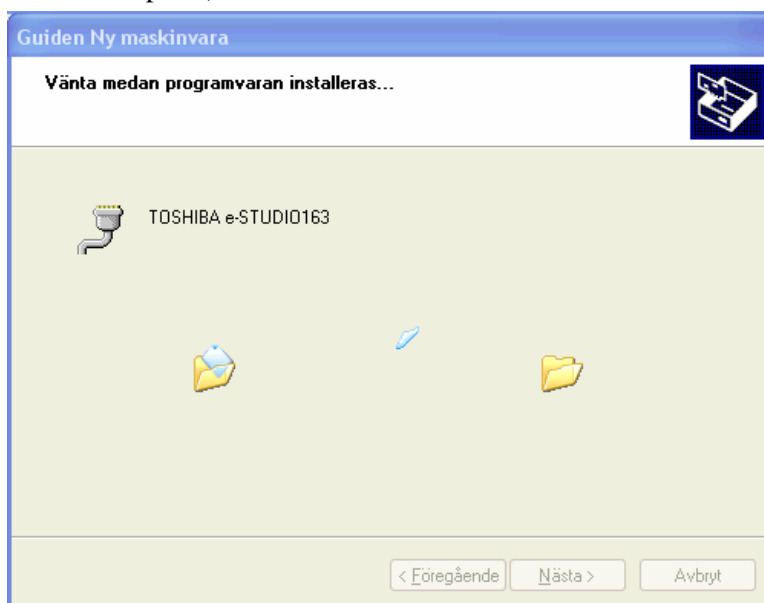 Guiden Ny maskinvara
Vänta medan programvaran installeras...
TOSHIBA e-STUDIO163
< Föregående
Nästa >
Avbryt